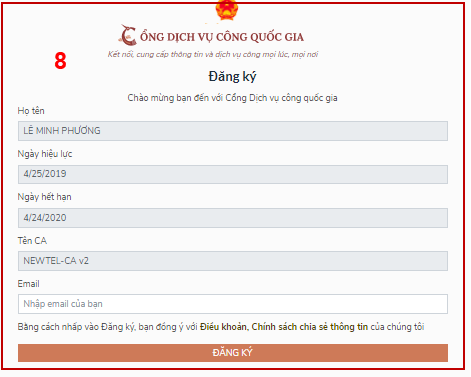 CỔNG DỊCH VỤ CÔNG QUỐC GIA
Kết nối, cung cấp thông tin và dịch vụ công mọi lúc, mọi nơi
8
Đăng ký
Chào mừng bạn đến với Cổng Dịch vụ công quốc gia
Họ tên
LÊ MINH PHƯƠNG
Ngày hiệu lực
4/25/2019
Ngày hết hạn
4/24/2020
Tên CA
NEWTEL-CA v2
Email
Nhập email của bạn
Bằng cách nhấp vào Đăng ký, bạn đồng ý với Điều khoản, Chính sách chia sẻ thông tin của chúng tôi
ĐĂNG KÝ